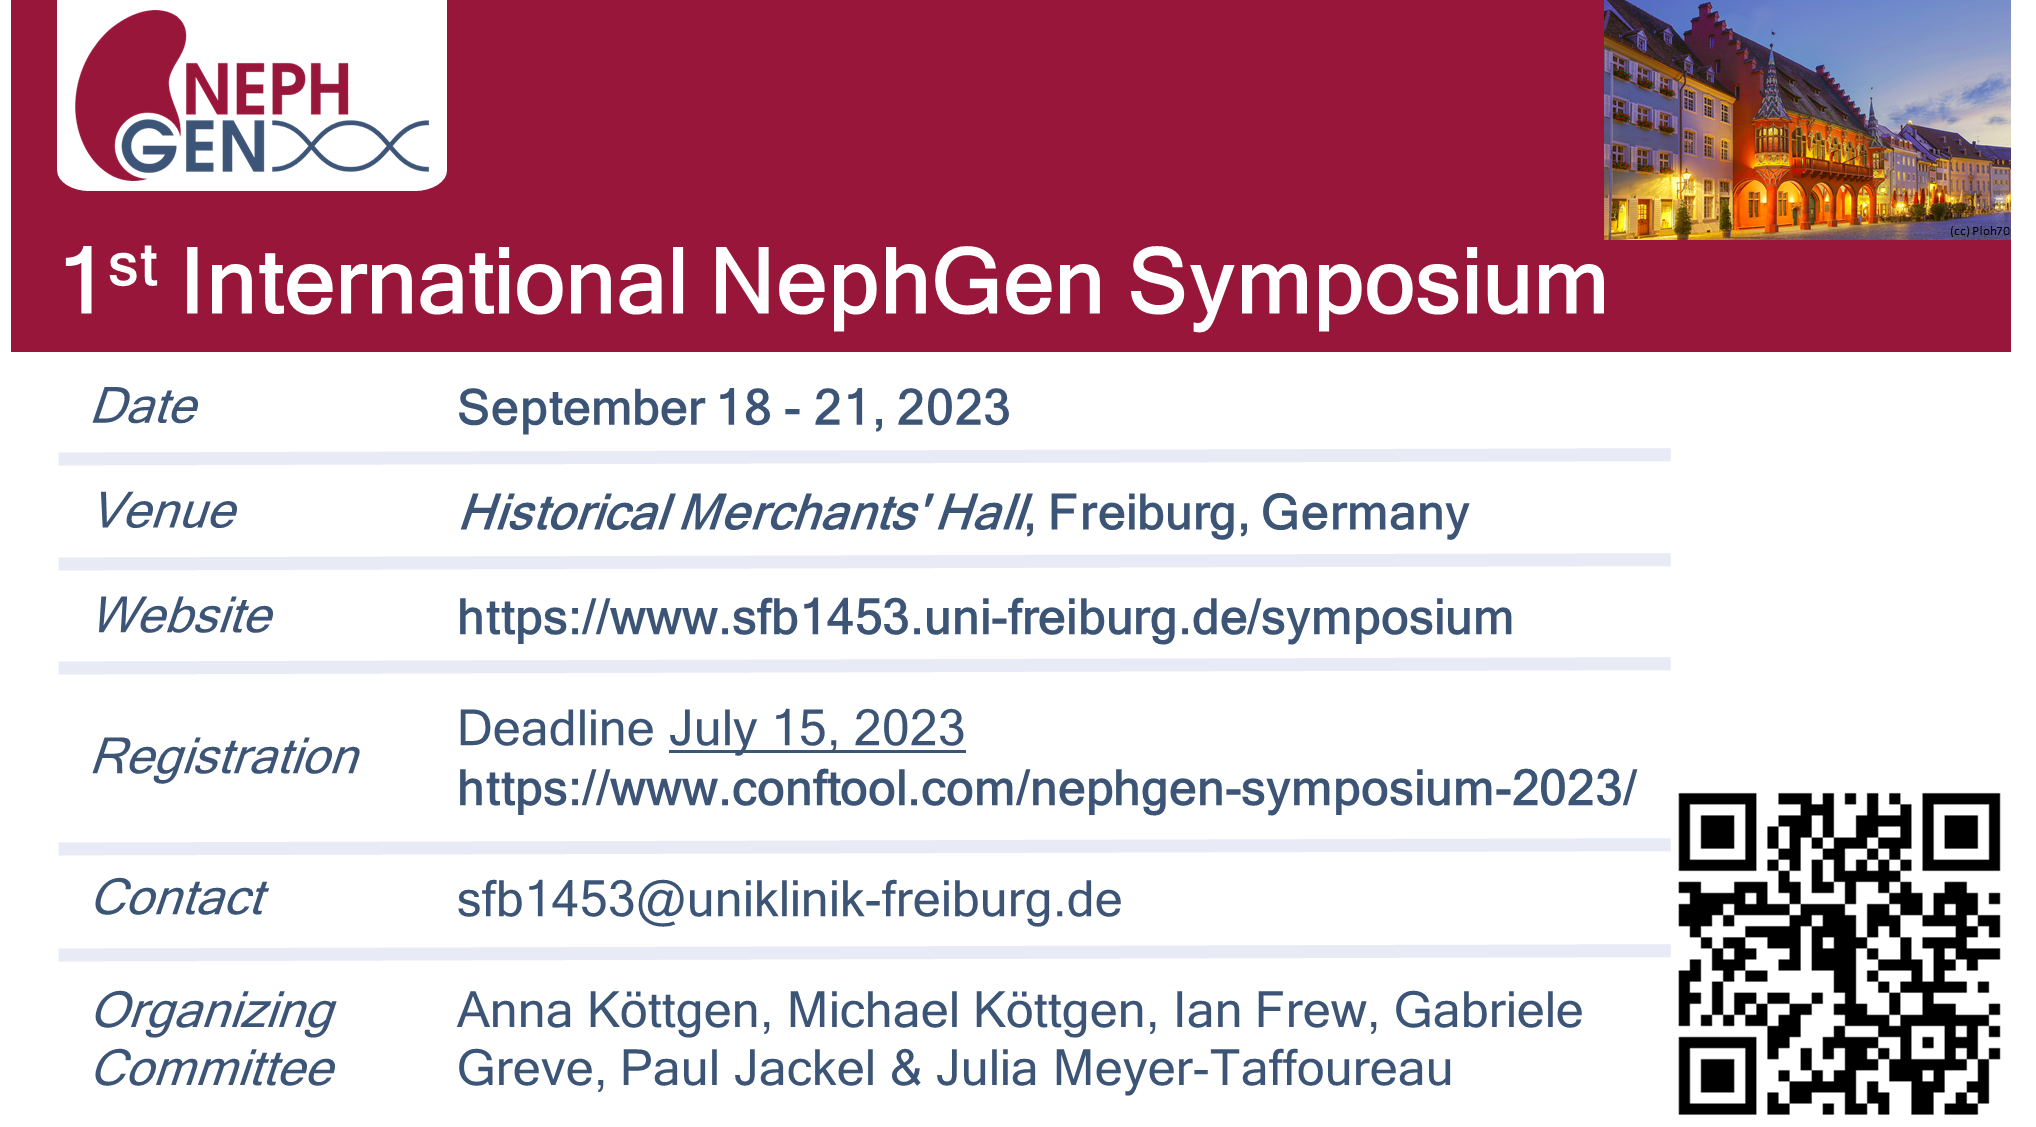 NEPH
GEN
(cc) Ploh70
1st International NephGen Symposium
Date September 18 - 21, 2023
Venue Historical Merchants' Hall, Freiburg, Germany
Website https://www.sfb1453.uni-freiburg.de/symposium
Registration Deadline July 15, 2023
https://www.conftool.com/nephgen-symposium-2023/
Contact sfb1453@uniklinik-freiburg.de
Organizing Anna Köttgen, Michael Köttgen, Ian Frew, Gabriele
Committee Greve, Paul Jackel & Julia Meyer-Taffoureau